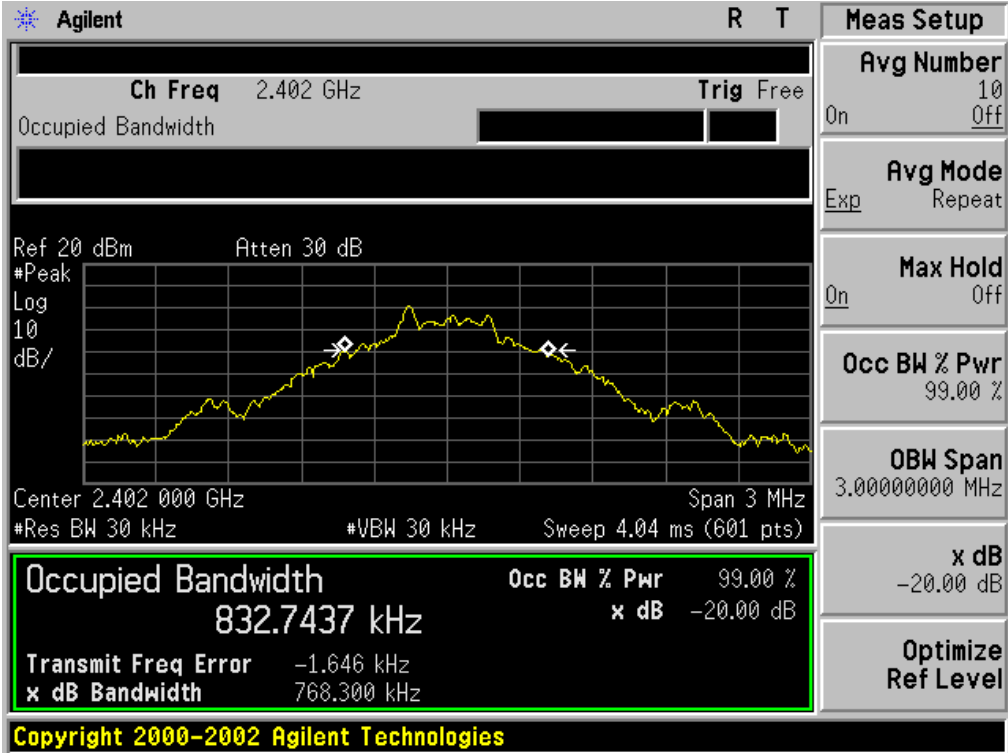 Agilent R T
Ch Freq 2.402 GHz Trig Free
Occupied Bandwidth
Ref 20 dBm Atten 30 dB
#Peak
Log
10
dB/
Center 2.402 000 GHz Span 3 MHz
#Res BW 30 kHz #VBW 30 kHz Sweep 4.04 ms (601 pts)
Occupied Bandwidth Occ BW % Pwr 99.00 %
832.7437 kHz x dB -20.00 dB
Transmit Freq Error -1.646 kHz
x dB Bandwidth 768.300 kHz
Copyright 2000-2002 Agilent Technologies
Meas Setup
Avg Number
10
On Off
Avg Mode
Exp Repeat
Max Hold
On Off
Occ BW % Pwr
99.00 %
OBW Span
3.00000000 MHz
x dB
-20.00 dB
Optimize
Ref Level